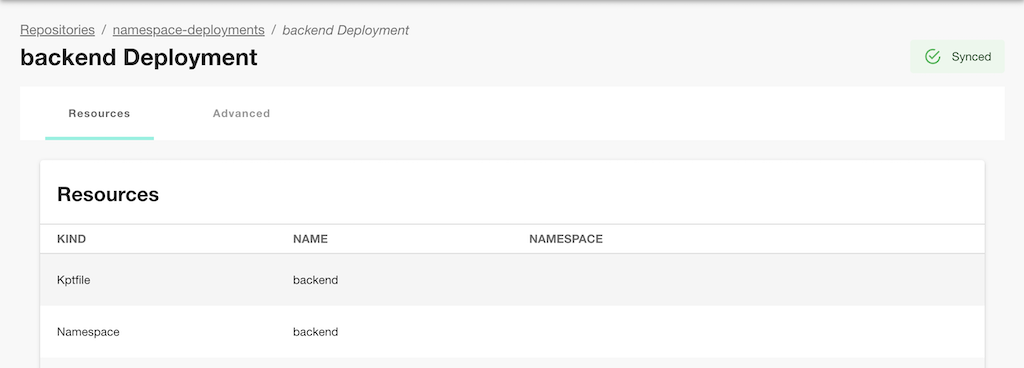 Repositories / namespace-deployments / backend Deployment
backend Deployment
Synced
Resources Advanced
Resources
KIND NAME NAMESPACE
Kptfile backend
Namespace backend